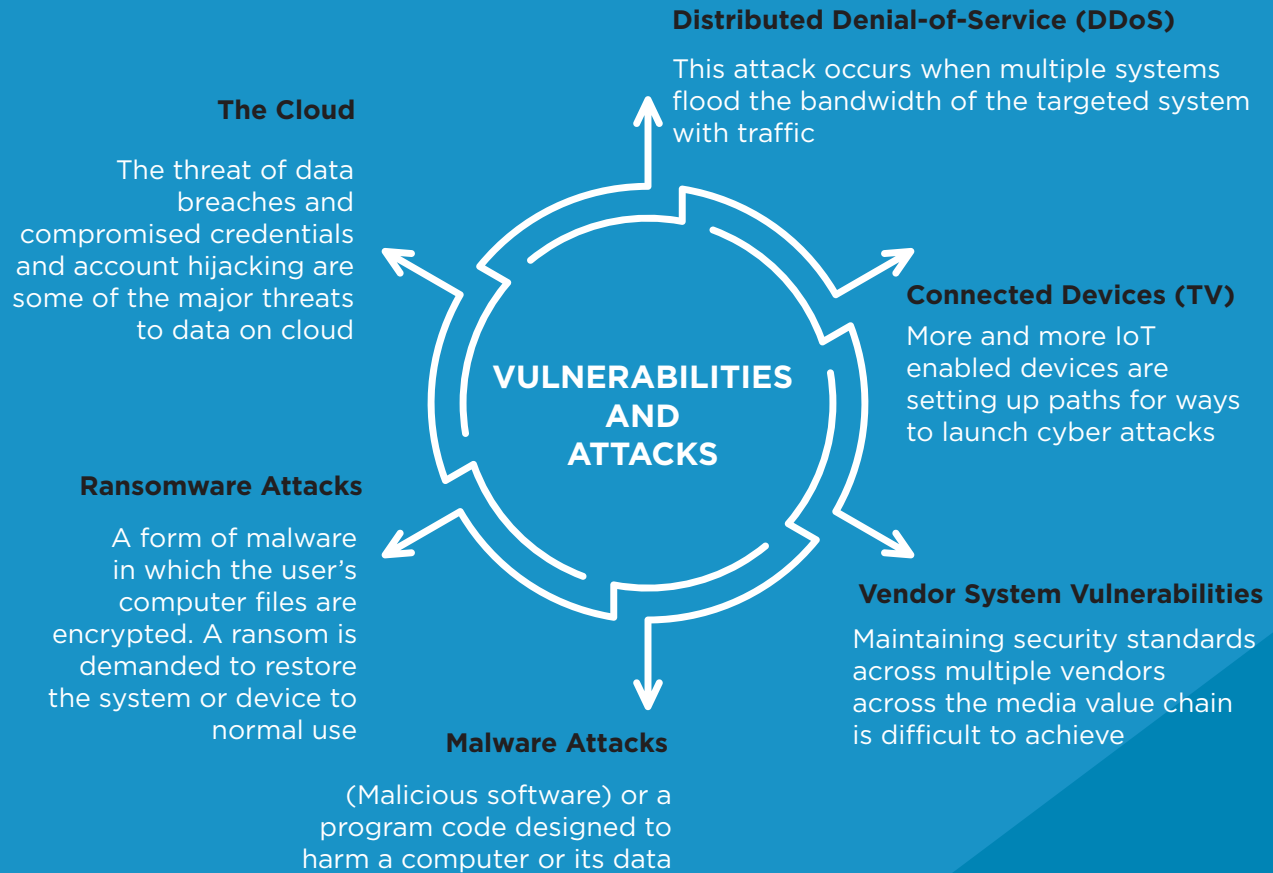 Distributed Denial-of-Service (DDoS)
This attack occurs when multiple systems
flood the bandwidth of the targeted system
with traffic
The Cloud
The threat of data
breaches and
compromised credentials
and account hijacking are
some of the major threats
to data on cloud
Connected Devices (TV)
More and more IoT
enabled devices are
setting up paths for ways
to launch cyber attacks
VULNERABILITIES
AND
ATTACKS
Ransomware Attacks
A form of malware
in which the user’s
computer files are
encrypted. A ransom is
demanded to restore
the system or device to
normal use
Vendor System Vulnerabilities
Maintaining security standards
across multiple vendors
across the media value chain
is difficult to achieve
Malware Attacks
(Malicious software) or a
program code designed to
harm a computer or its data